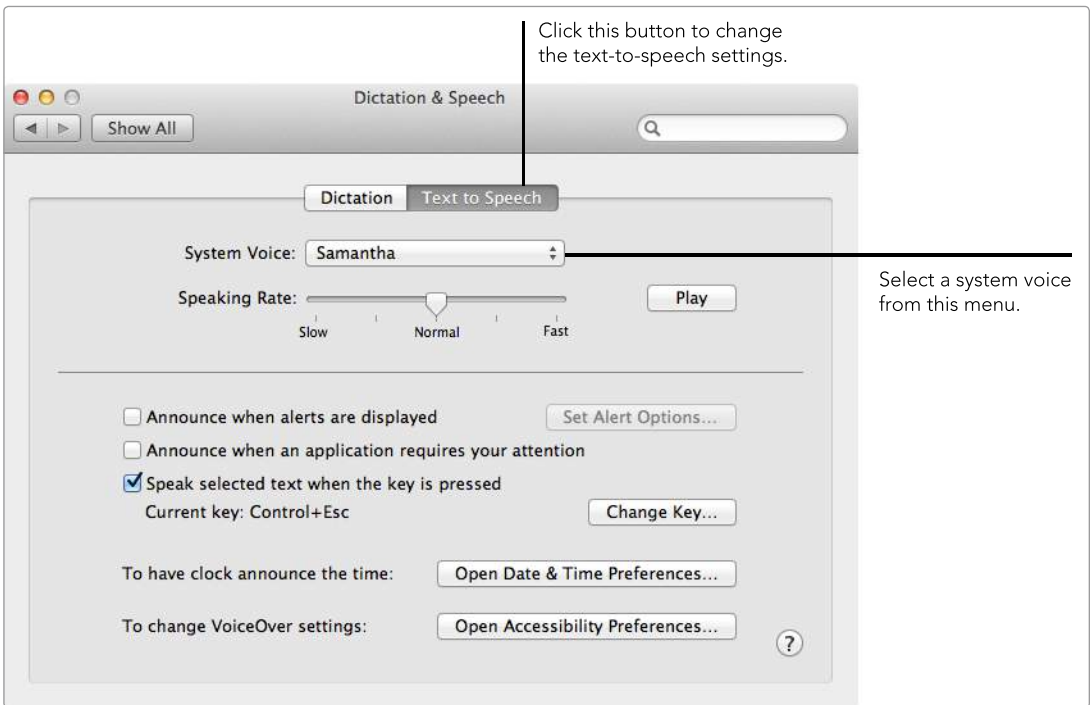 Click this button to change
the text-to-speech settings.
Dictation & Speech
Show All
Dictation Text to Speech
System Voice: Samantha
Select a system voice
from this menu.
Speaking Rate: Play
Slow Normal Fast
Announce when alerts are displayed Set Alert Options...
Announce when an application requires your attention
Speak selected text when the key is pressed
Current key: Control+Esc Change Key...
To have clock announce the time: Open Date & Time Preferences...
To change VoiceOver settings: Open Accessibility Preferences...
?